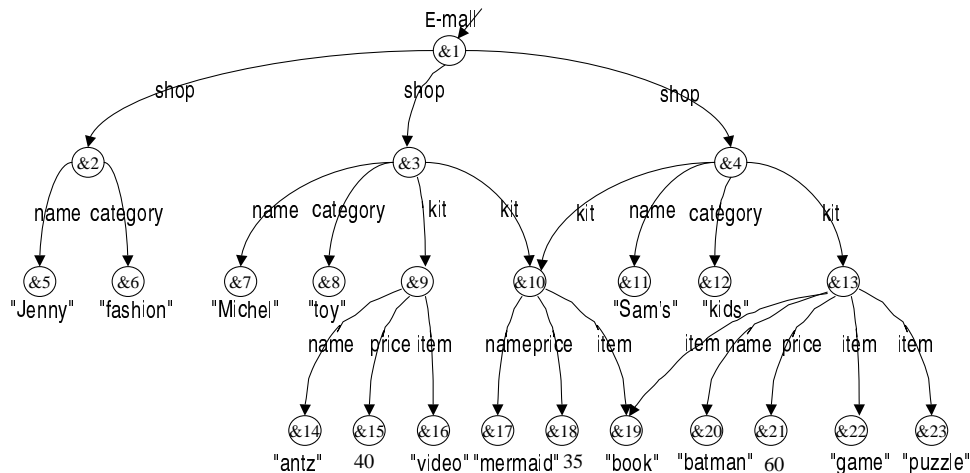 E-mall
&1
shop shop shop
&2 &3 &4
name category name category kit kit kit name category kit
&5 &6 &7 &8 &9 &10 &11 &12 &13
"Jenny" "fashion" "Michel" "toy" "Sam's" "kids"
name price item name price item item name price item item
&14 &15 &16 &17 &18 &19 &20 &21 &22 &23
"antz" 40 "video" "mermaid" 35 "book" "batman" 60 "game" "puzzle"